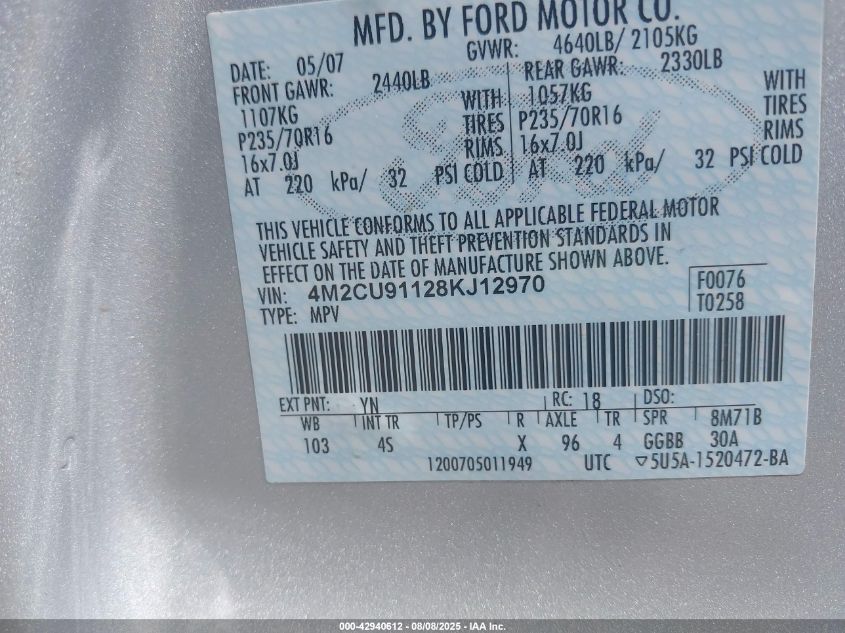 MFD. BY FORD MOTOR CO.
DATE: 05/07 GVWR: 4640LB/ 2105KG
FRONT GAWR: 2440LB REAR GAWR: 2330LB
1107KG WITH 1057KG WITH
P235/70R16 TIRES P235/70R16 TIRES
16x7.0J RIMS 16x7.0J RIMS
AT 220 kPa/ 32 PSI COLD AT 220 kPa/ 32 PSI COLD
Ford
THIS VEHICLE CONFORMS TO ALL APPLICABLE FEDERAL MOTOR
VEHICLE SAFETY AND THEFT PREVENTION STANDARDS IN
EFFECT ON THE DATE OF MANUFACTURE SHOWN ABOVE.
VIN: 4M2CU91128KJ12970 F0076
TYPE: MPV T0258
EXT PNT: YN RC: 18 DSO:
WB INT TR TP/PS R AXLE TR SPR 8M71B
103 4S X 96 4 GGBB 30A
1200705011949 UTC ▽5U5A-1520472-BA
000-42940612 - 08/08/2025 - IAA Inc.